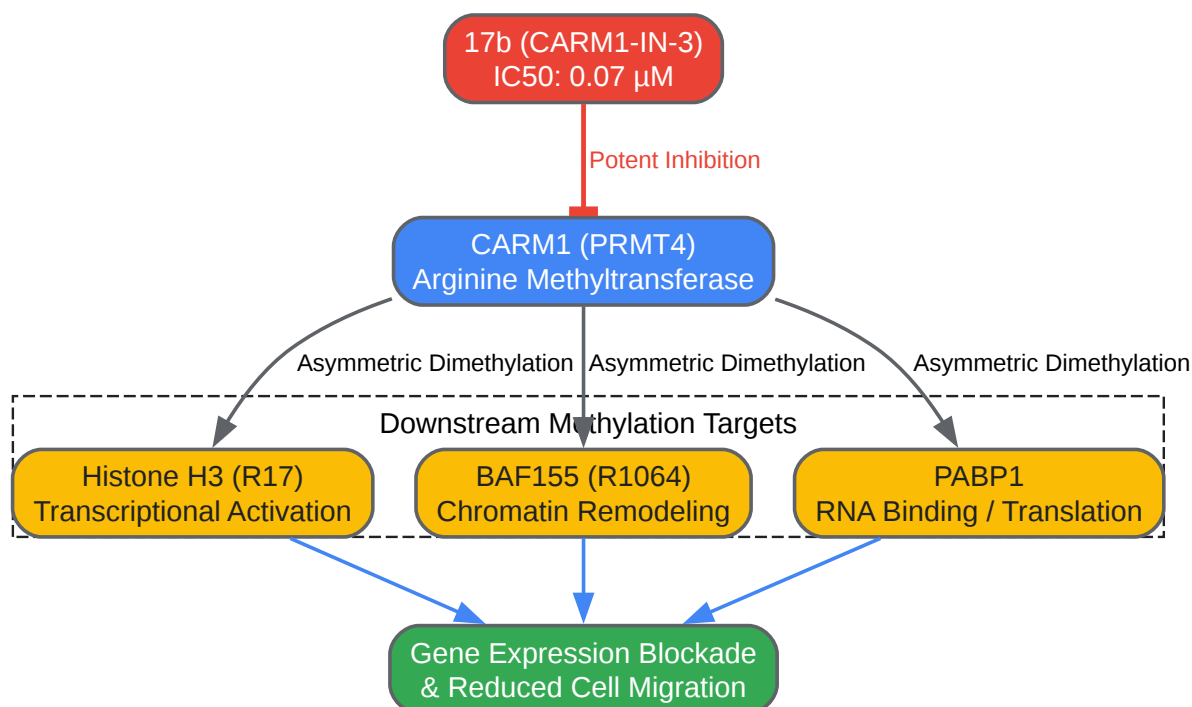 17b (CARM1-IN-3)
IC50: 0.07 µM
Potent Inhibition
CARM1 (PRMT4)
Arginine Methyltransferase
Asymmetric Dimethylation
Asymmetric Dimethylation
Asymmetric Dimethylation
Downstream Methylation Targets
Histone H3 (R17)
Transcriptional Activation
BAF155 (R1064)
Chromatin Remodeling
PABP1
RNA Binding / Translation
Gene Expression Blockade
& Reduced Cell Migration